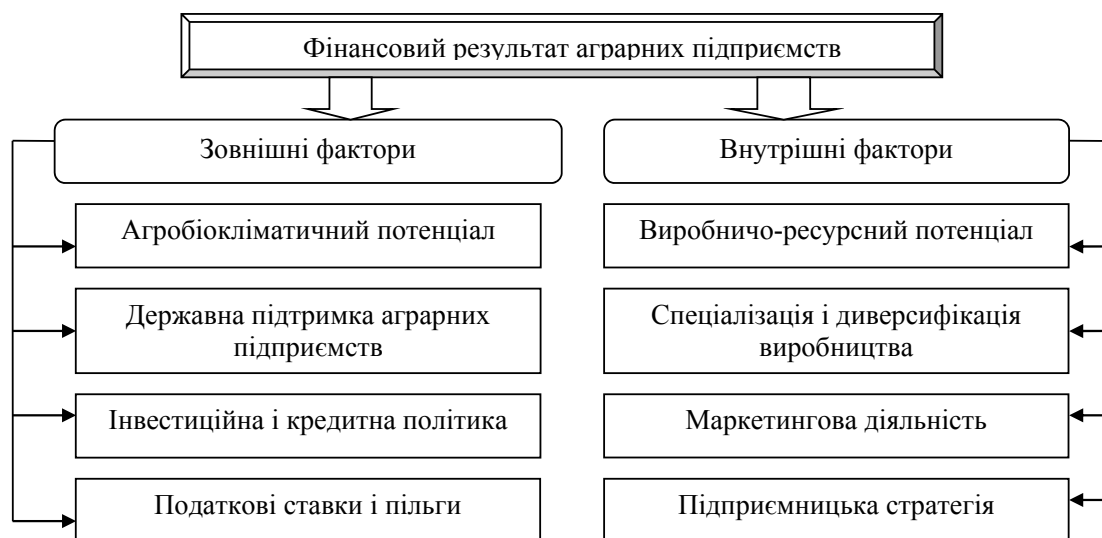 Фінансовий результат аграрних підприємств
Зовнішні фактори
Внутрішні фактори
Агробіокліматичний потенціал
Виробничо-ресурсний потенціал
Державна підтримка аграрних
підприємств
Спеціалізація і диверсифікація
виробництва
Інвестиційна і кредитна політика
Маркетингова діяльність
Податкові ставки і пільги
Підприємницька стратегія